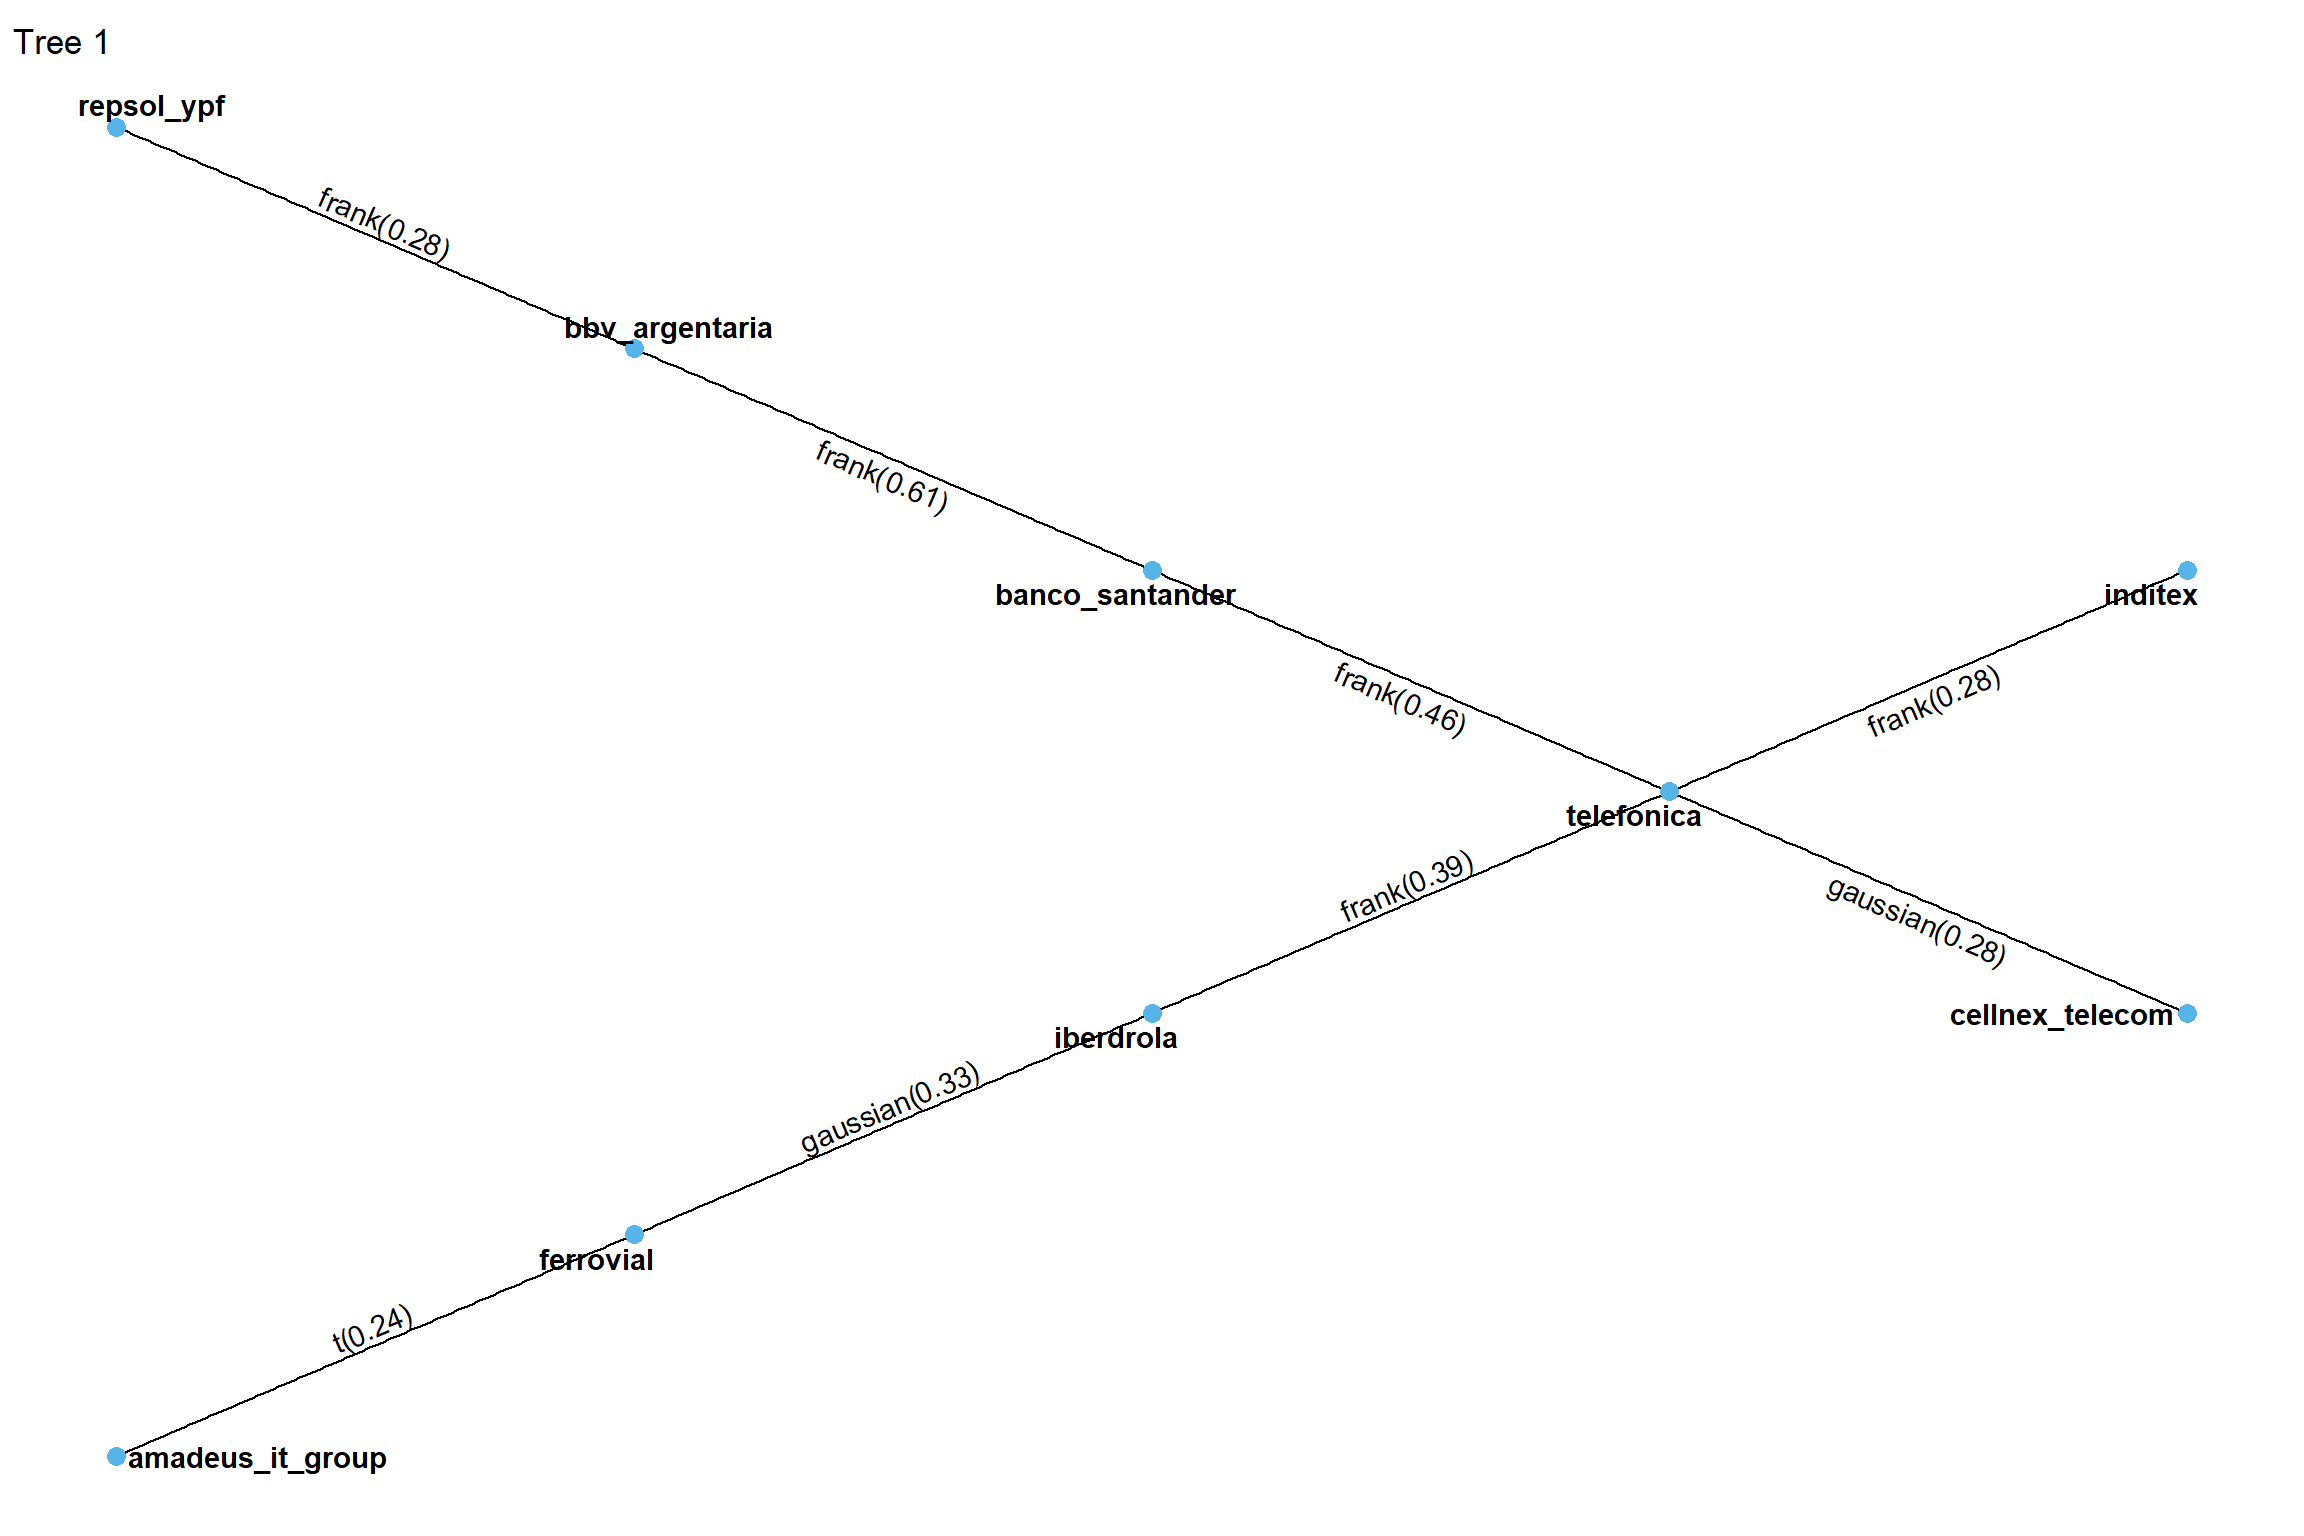 Tree 1
repsol_ypf
frank(0.28)
bbv_argentaria
frank(0.61)
banco_santander
inditex
frank(0.46)
frank(0.28)
telefonica
frank(0.39)
gaussian(0.28)
iberdrola
cellnex_telecom
gaussian(0.33)
ferrovial
t(0.24)
amadeus_it_group